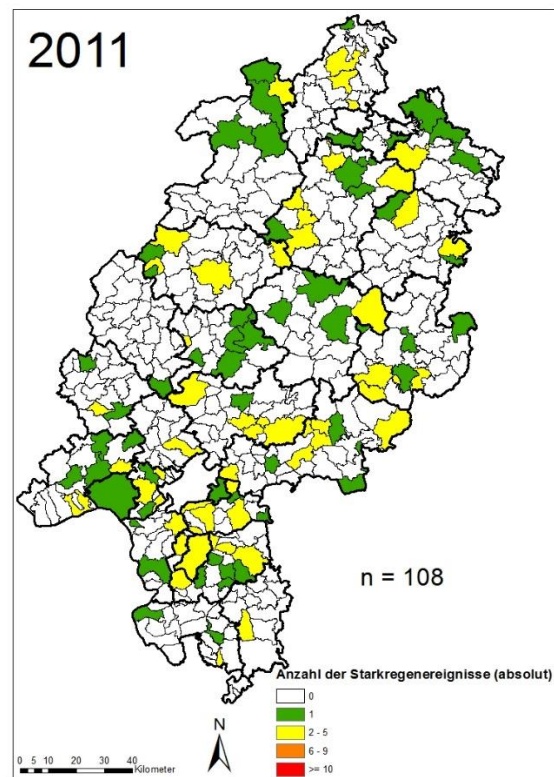 2011
n = 108
Anzahl der Starkregenereignisse (absolut)
0
1
2 - 5
6 - 9
>= 10
N
0 5 10 20 30 40
Kilometer